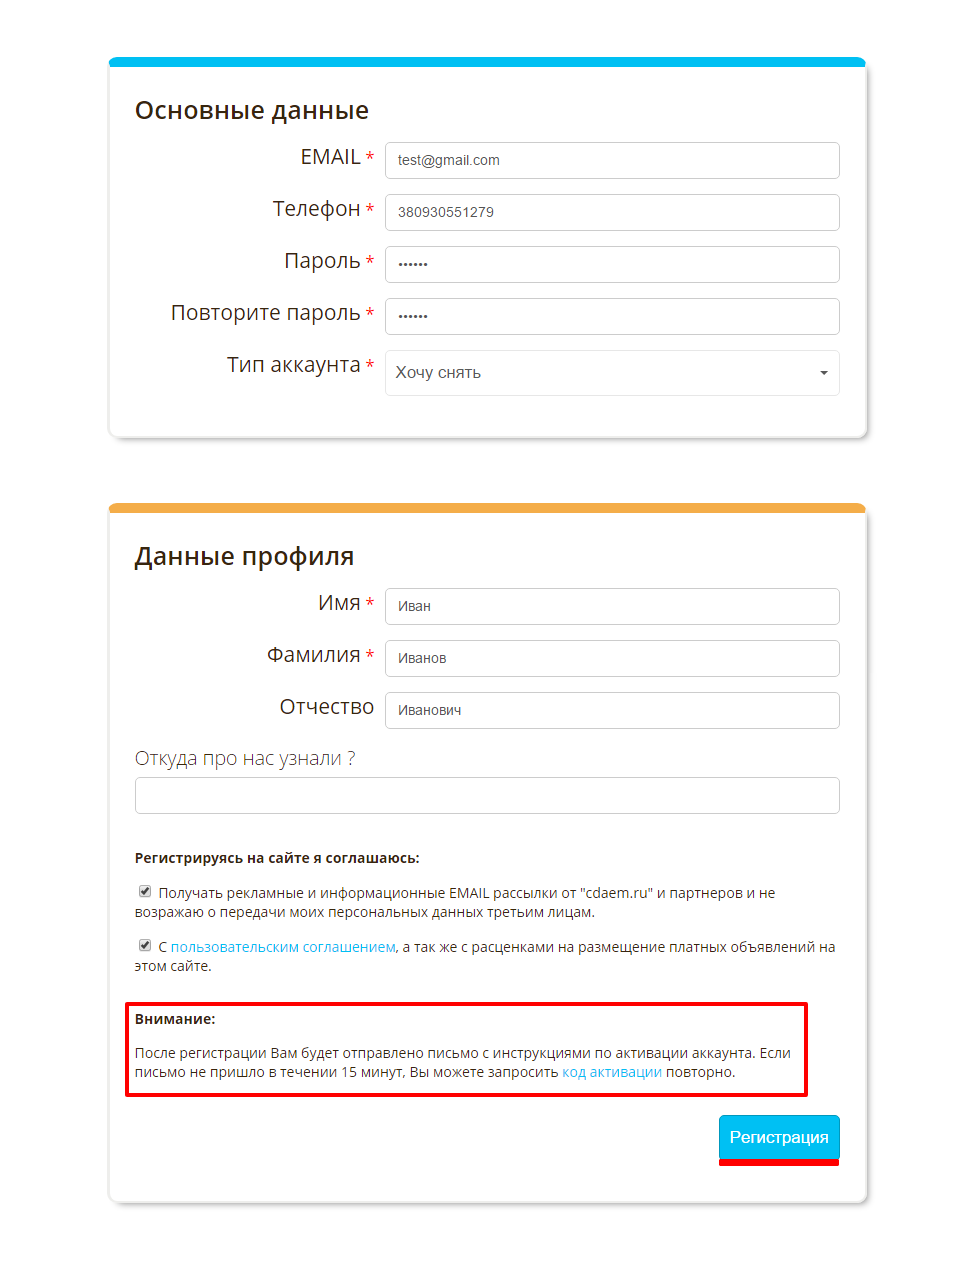 Основные данные
EMAIL * test@gmail.com
Телефон * 380930551279
Пароль * ••••••
Повторите пароль * ••••••
Тип аккаунта * Хочу снять
Данные профиля
Имя * Иван
Фамилия * Иванов
Отчество Иванович
Откуда про нас узнали ?
Регистрируясь на сайте я соглашаюсь:
Получать рекламные и информационные EMAIL рассылки от "cdaem.ru" и партнеров и не
возражаю о передачи моих персональных данных третьим лицам.
С пользовательским соглашением, а так же с расценками на размещение платных объявлений на
этом сайте.
Внимание:
После регистрации Вам будет отправлено письмо с инструкциями по активации аккаунта. Если
письмо не пришло в течении 15 минут, Вы можете запросить код активации повторно.
Регистрация